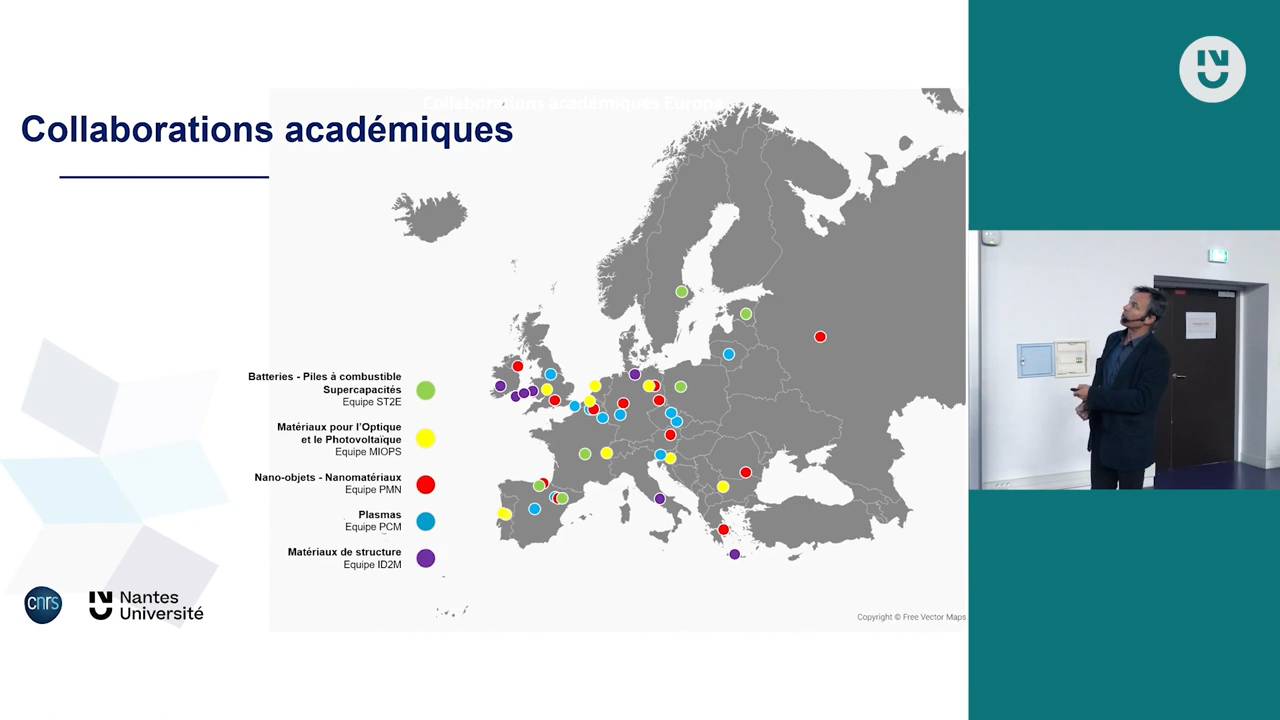 Collaborations académiques Europe
Collaborations académiques
Batteries - Piles à combustible
Supercapacités
Equipe ST2E
Matériaux pour l'Optique
et le Photovoltaïque
Equipe MIOPS
Nano-objets - Nanomatériaux
Equipe PMN
Plasmas
Equipe PCM
Matériaux de structure
Equipe ID2M
cnrs
Nantes
Université
Copyright © Free Vector Maps